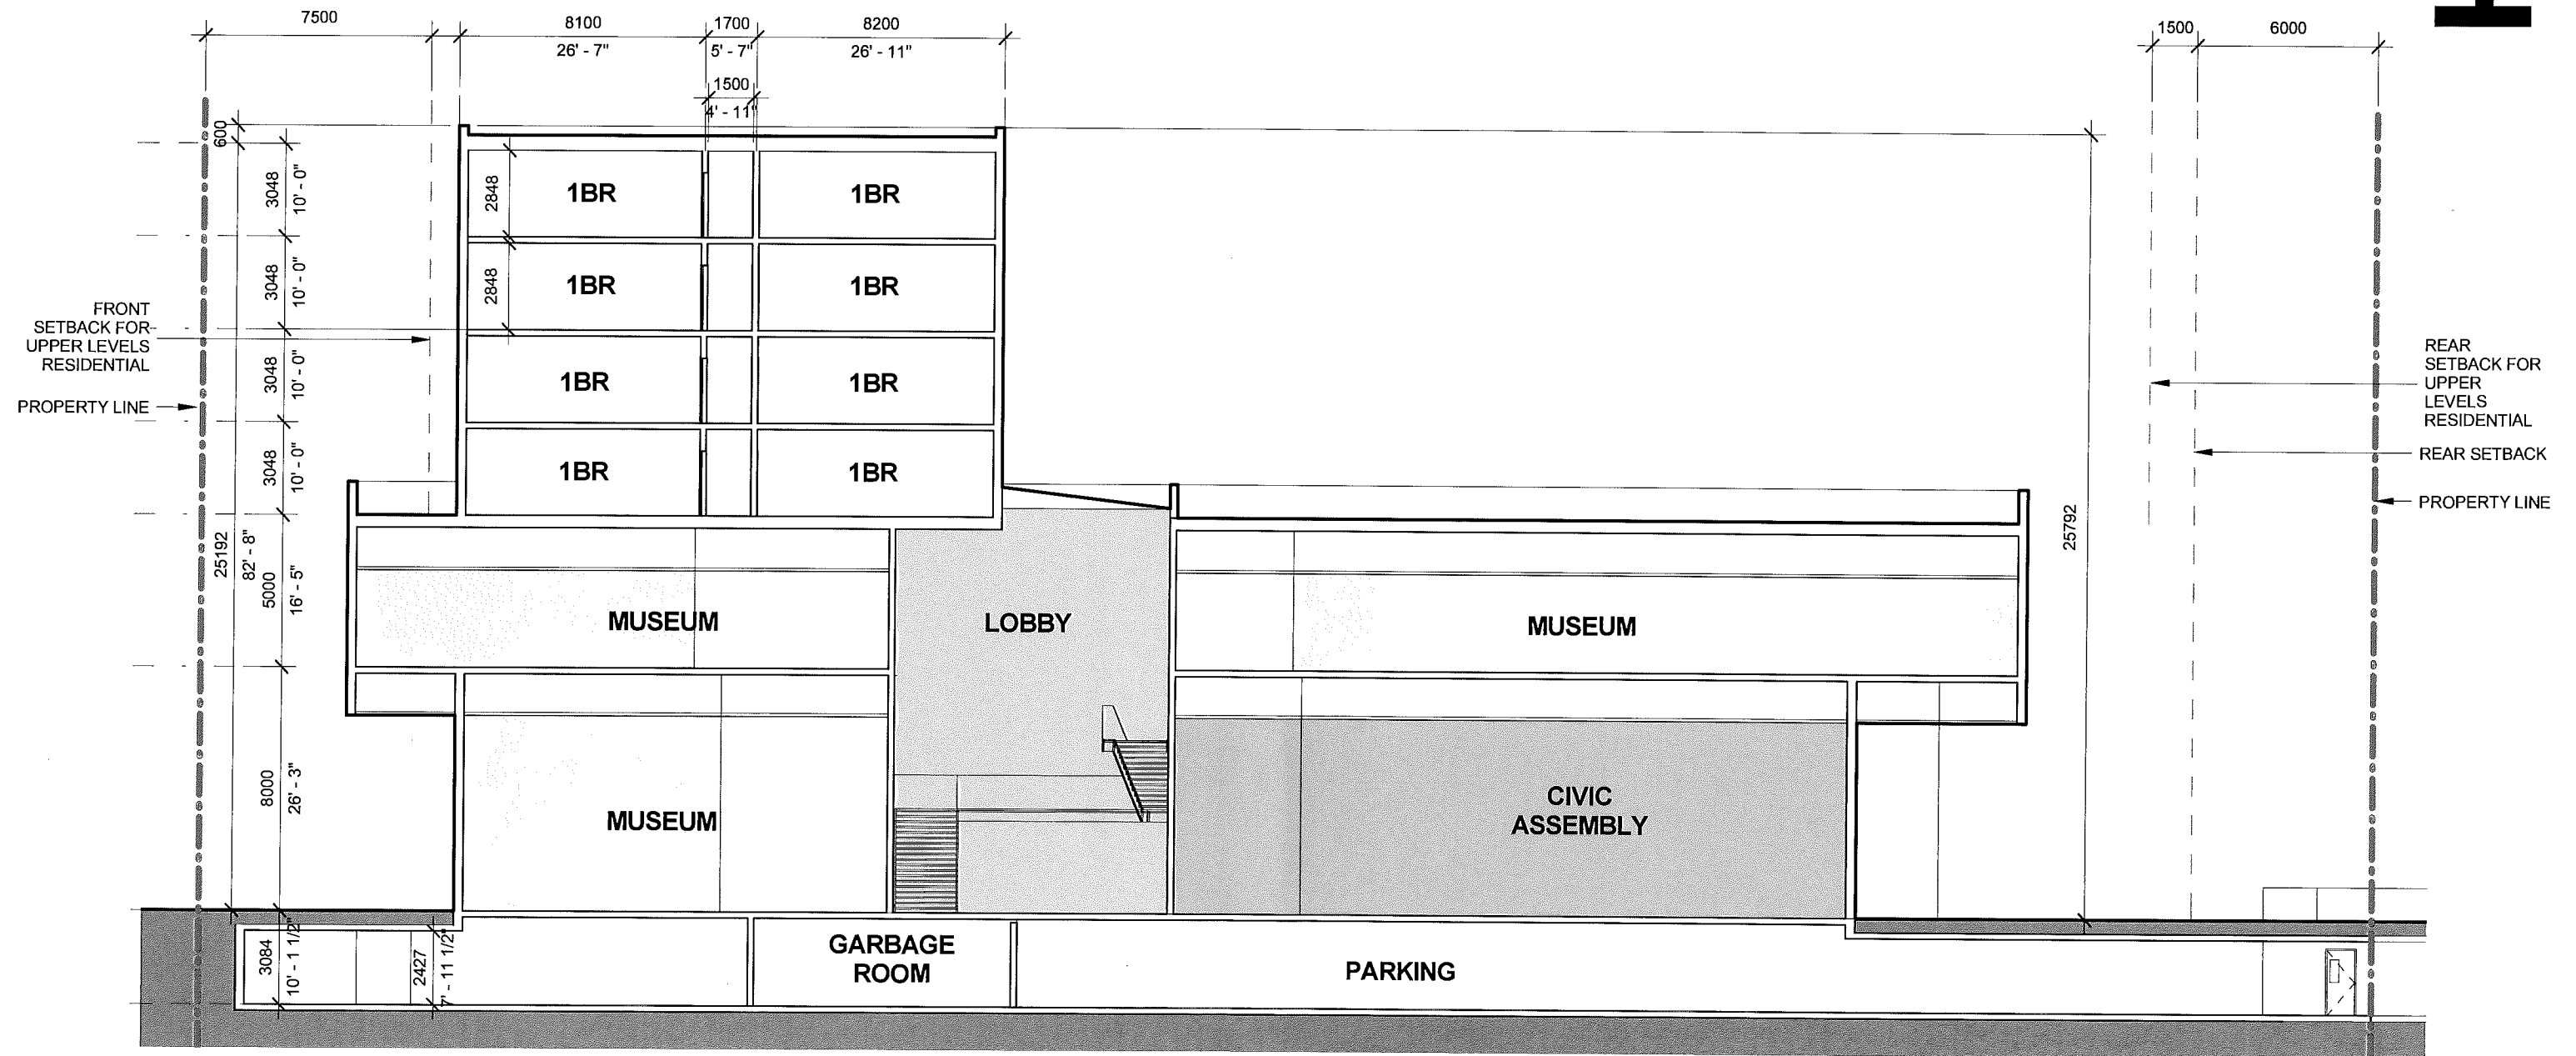 7500
8100
1700
8200
1500
6000
26' - 7"
5' - 7"
26' - 11"
1500
4' - 11"
600
3048
10' - 0"
2848
1BR
1BR
3048
10' - 0"
2848
1BR
1BR
FRONT
SETBACK FOR
UPPER LEVELS
RESIDENTIAL
3048
10' - 0"
1BR
1BR
REAR
SETBACK FOR
UPPER
LEVELS
RESIDENTIAL
PROPERTY LINE
3048
10' - 0"
1BR
1BR
REAR SETBACK
PROPERTY LINE
25192
82' - 8"
5000
16' - 5"
25792
MUSEUM
LOBBY
MUSEUM
8000
26' - 3"
MUSEUM
CIVIC
ASSEMBLY
3084
10' - 1 1/2"
2427
7' - 11 1/2"
GARBAGE
ROOM
PARKING